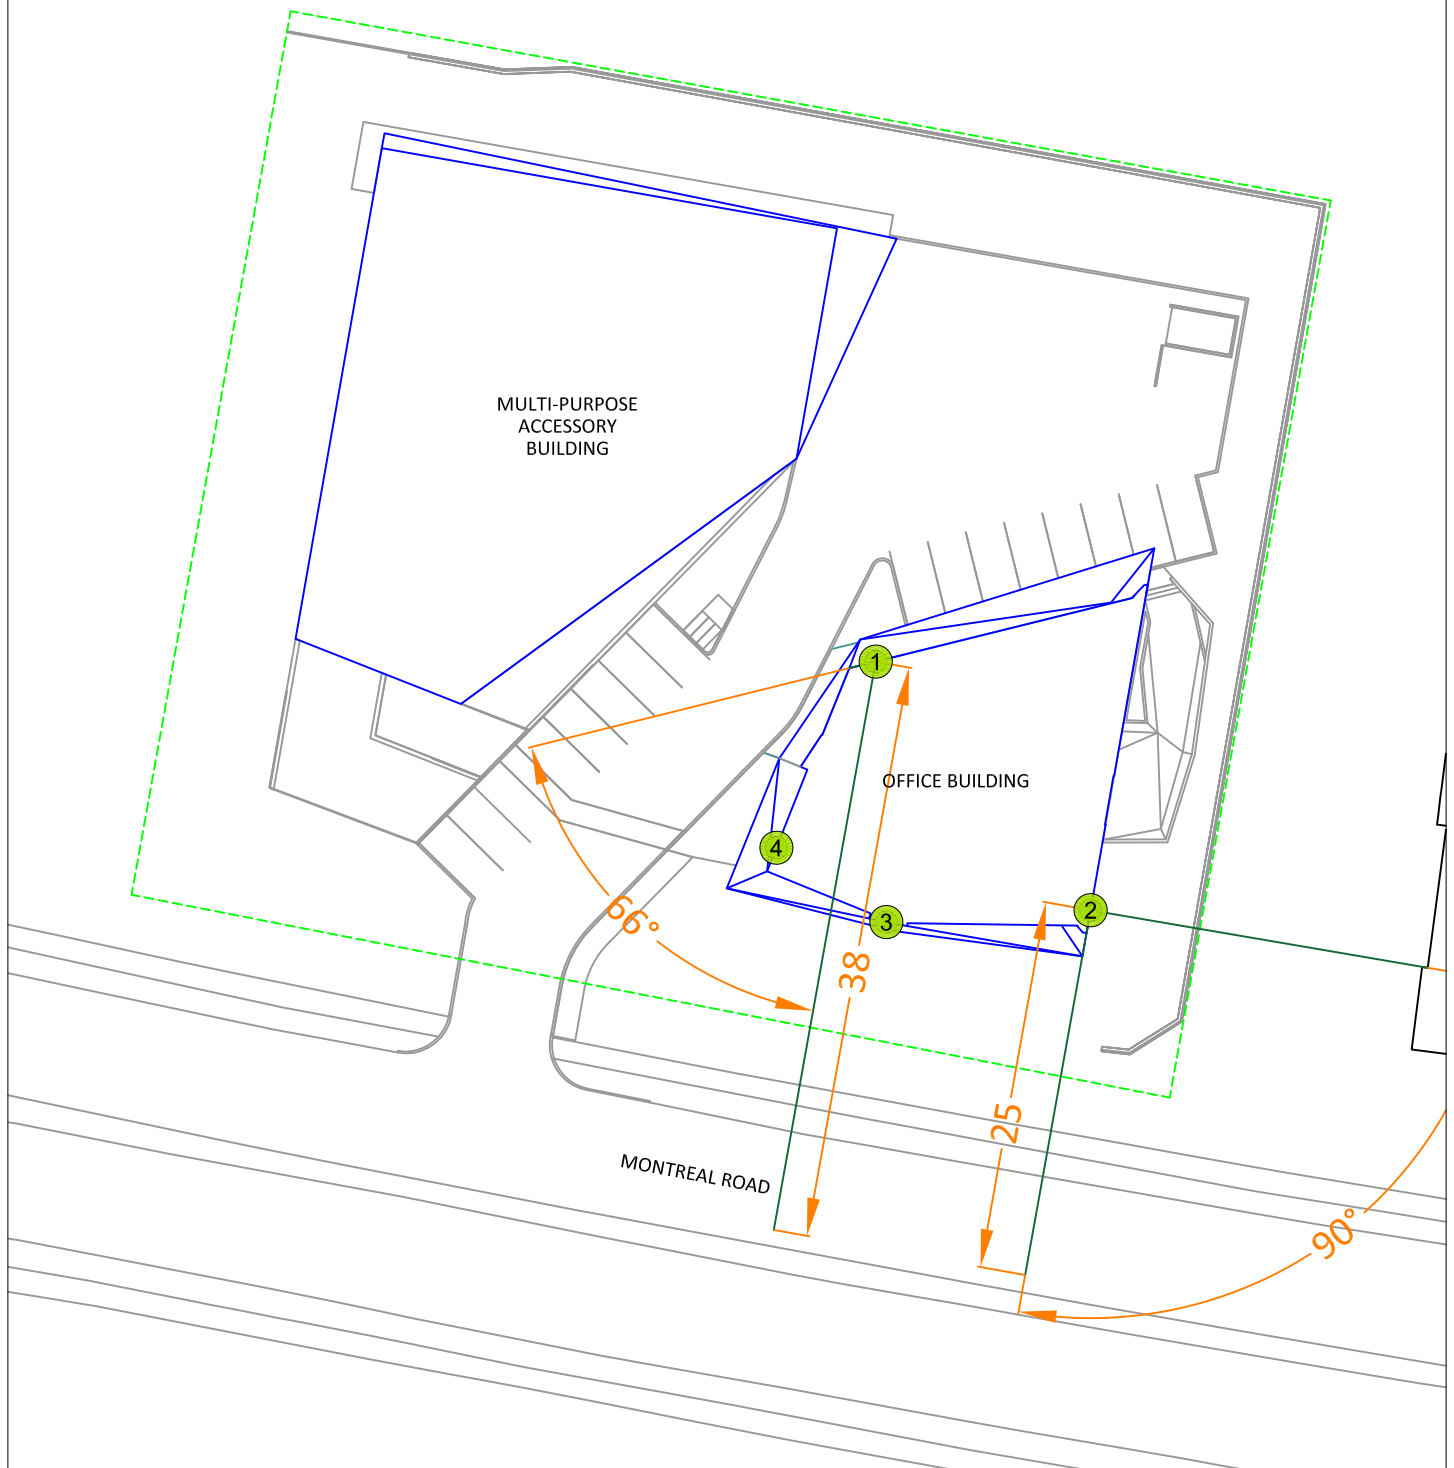 MULTI-PURPOSE
ACCESSORY
BUILDING
1
OFFICE BUILDING
4
2
3
66°
38
25
MONTREAL ROAD
90°